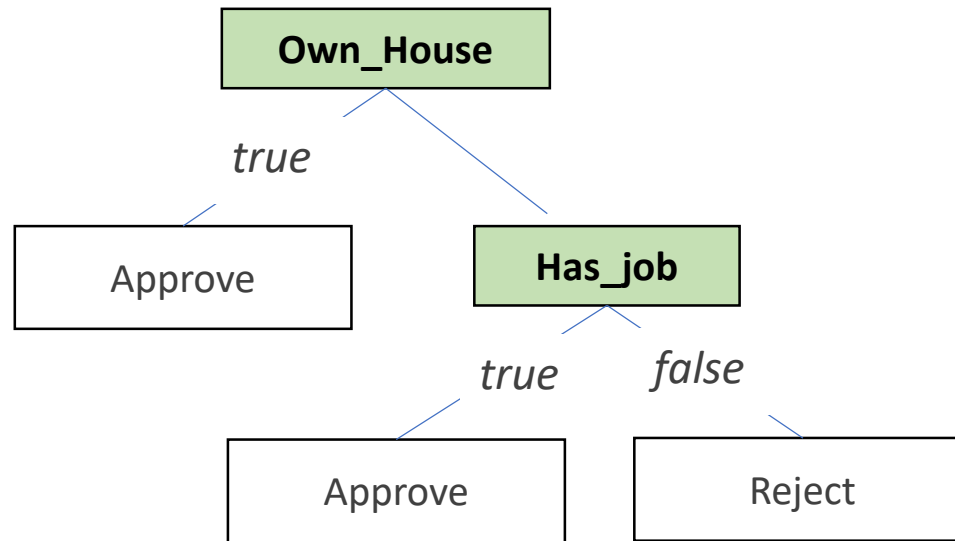 Own_House
true
Approve
Has_job
true
false
Approve
Reject